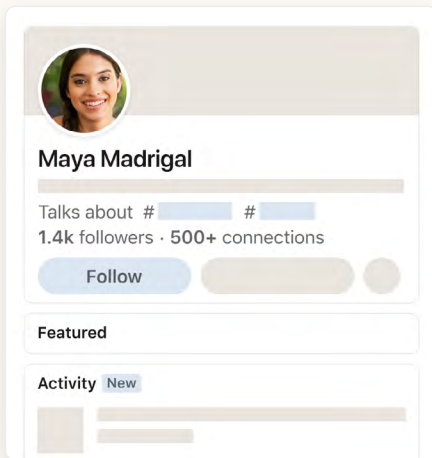 Maya Madrigal
Talks about # #
1.4k followers · 500+ connections
Follow
Featured
Activity New